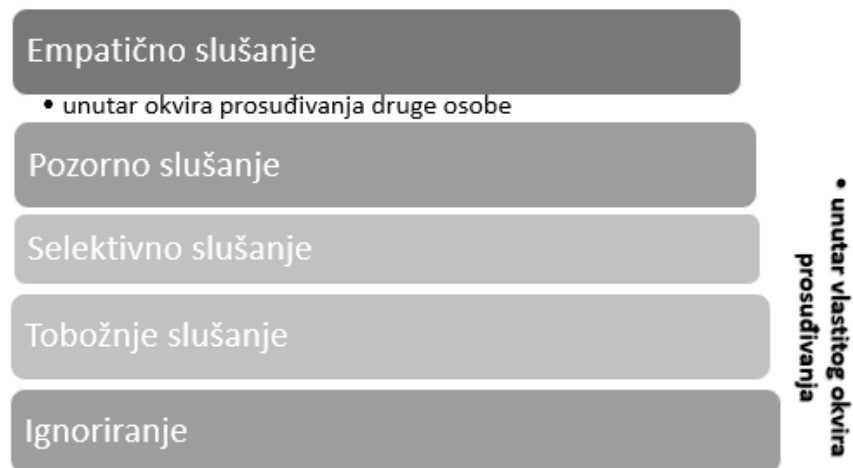 Empatično slušanje
• unutar okvira prosuđivanja druge osobe
Pozorno slušanje
Selektivno slušanje
Tobožnje slušanje
Ignoriranje
• unutar vlastitog okvira
prosuđivanja